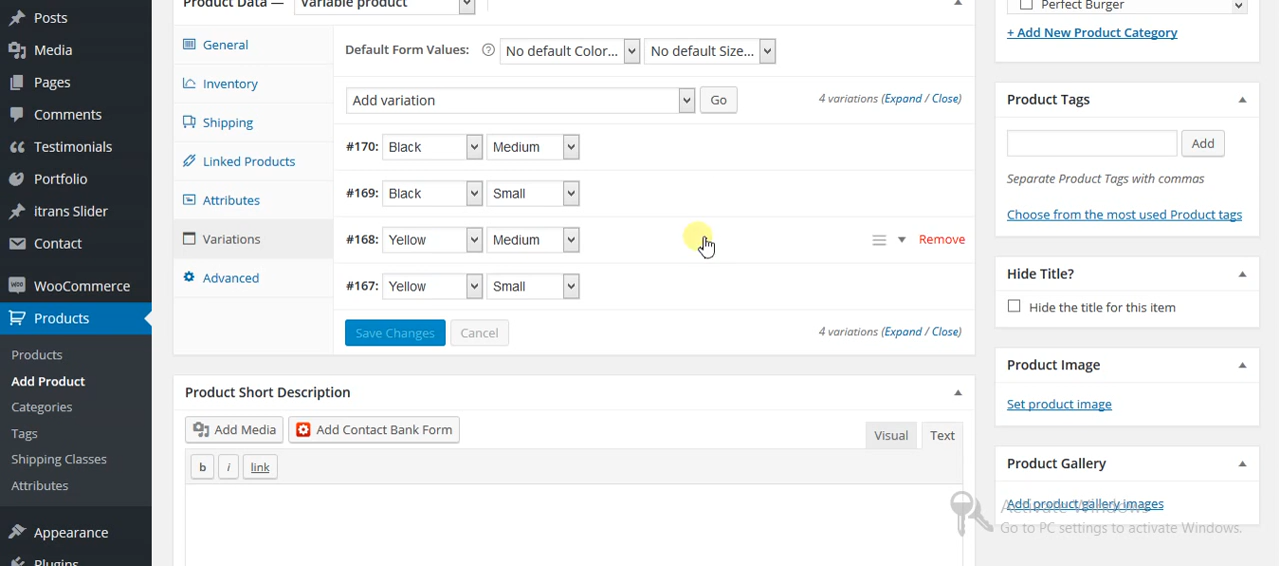 Posts
Media
Pages
Comments
Testimonials
Portfolio
itrans Slider
Contact
WooCommerce
Products
Products
Add Product
Categories
Tags
Shipping Classes
Attributes
Appearance
Plugins
Product Data — Variable product
General
Inventory
Shipping
Linked Products
Attributes
Variations
Advanced
Default Form Values: ? No default Color... No default Size...
Add variation Go 4 variations (Expand / Close)
#170: Black Medium
#169: Black Small
#168: Yellow Medium Remove
#167: Yellow Small
Save Changes Cancel 4 variations (Expand / Close)
Product Short Description
Add Media Add Contact Bank Form Visual Text
b i link
Perfect Burger
+ Add New Product Category
Product Tags
Add
Separate Product Tags with commas
Choose from the most used Product tags
Hide Title?
Hide the title for this item
Product Image
Set product image
Product Gallery
Add product gallery images
Activate Windows
Go to PC settings to activate Windows.